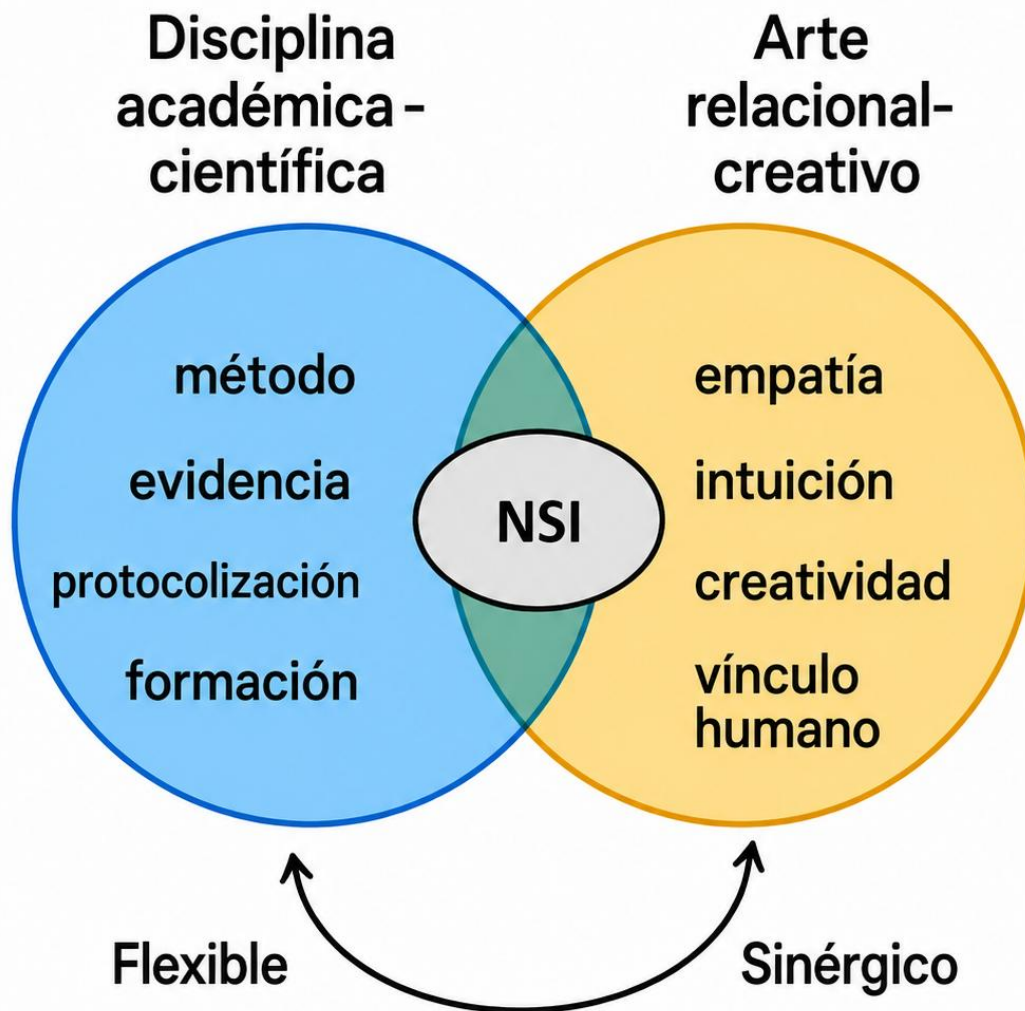 Disciplina
académica-
científica
Arte
relacional-
creativo
método
evidencia
protocolización
formación
NSI
empatía
intuición
creatividad
vínculo
humano
Flexible
Sinérgico